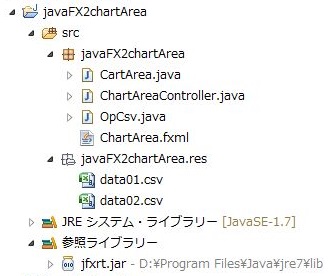 javaFX2chartArea
src
javaFX2chartArea
CartArea.java
ChartAreaController.java
OpCsv.java
ChartArea.fxml
javaFX2chartArea.res
data01.csv
data02.csv
JRE システム・ライブラリー [JavaSE-1.7]
参照ライブラリー
jfxrt.jar - D:¥Program Files¥Java¥jre7¥lib